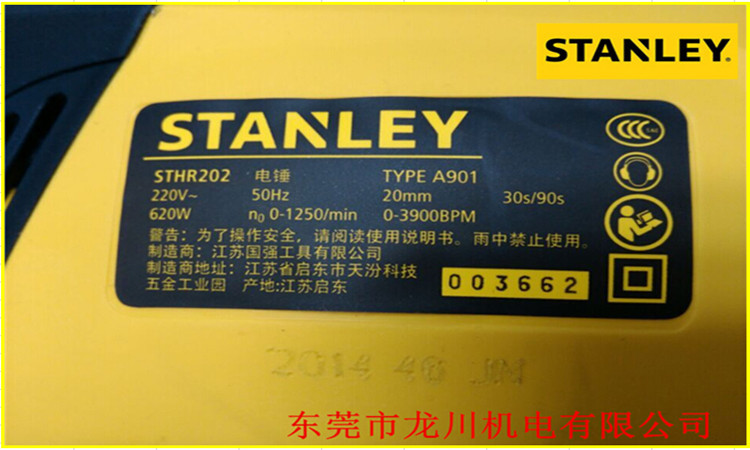 STANLEY
STANLEY
STHR202 电锤 TYPE A901
220V~ 50Hz 20mm 30s/90s
620W n₀ 0-1250/min 0-3900BPM
警告：为了操作安全，请阅读使用说明书。雨中禁止使用。
制造商：江苏国强工具有限公司
制造商地址：江苏省启东市天汾科技
五金工业园 产地:江苏启东
003662
2014 46 JN
东莞市龙川机电有限公司